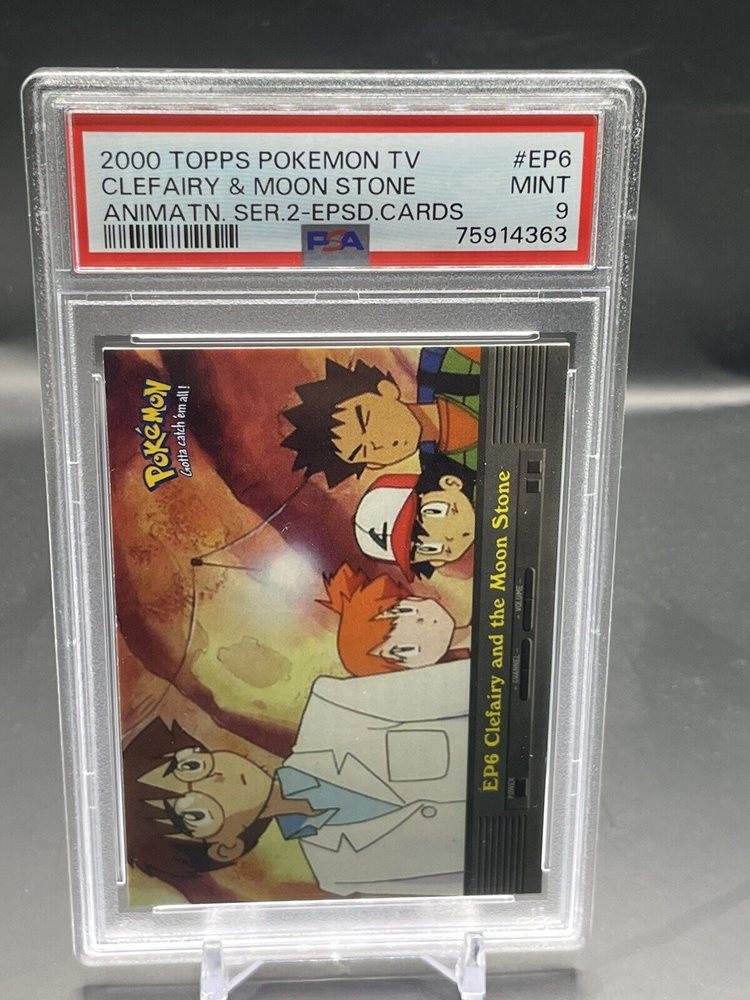 2000 TOPPS POKEMON TV #EP6
CLEFAIRY & MOON STONE MINT
ANIMATN. SER.2-EPSD.CARDS 9
PSA 75914363
POKéMON
Gotta catch 'em all!
EP6 Clefairy and the Moon Stone
POWER + CHANNEL - + VOLUME -